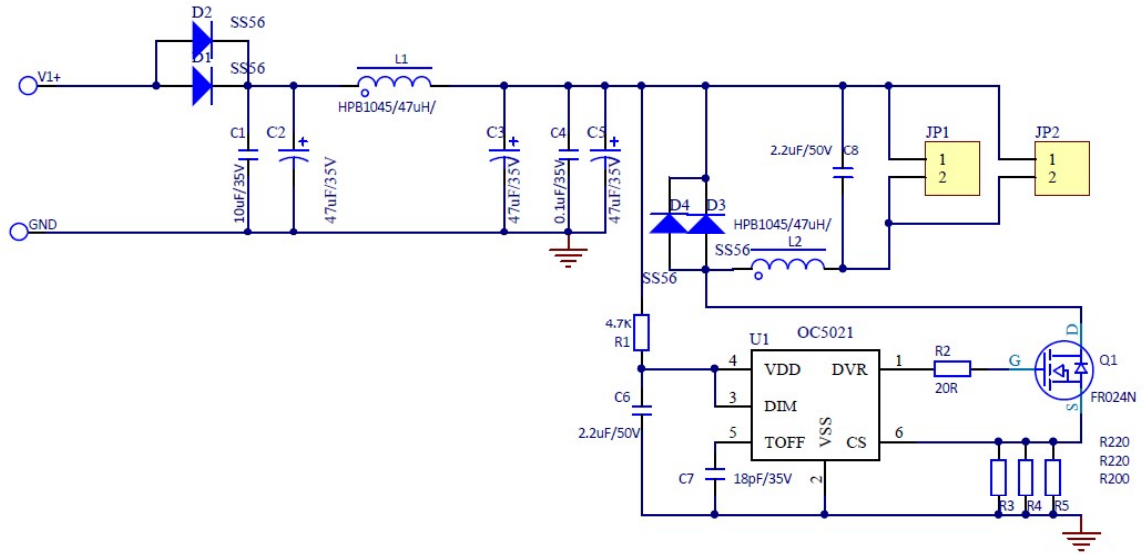 D2
SS56
D1
SS56
V1+
L1
HPB1045/47uH/
C1
10uF/35V
C2
47uF/35V
C3
47uF/35V
C4
0.1uF/35V
C5
47uF/35V
2.2uF/50V
C8
JP1
1
2
JP2
1
2
GND
D4
D3
HPB1045/47uH/
L2
SS56
SS56
4.7K
R1
U1
OC5021
4
VDD
DVR
1
R2
20R
G
D
S
Q1
FR024N
3
DIM
C6
2.2uF/50V
5
TOFF
VSS
2
CS
6
C7
18pF/35V
R220
R220
R200
R3
R4
R5